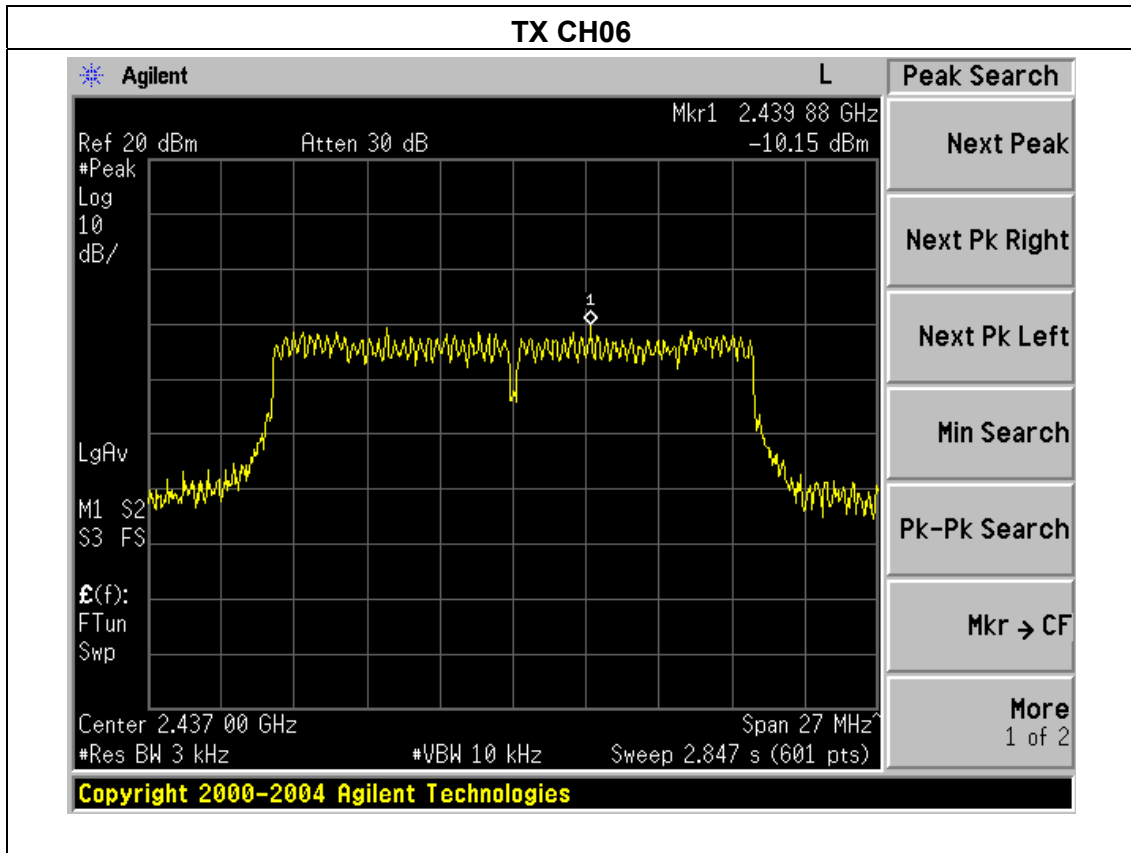 TX CH06
Agilent L Peak Search
Mkr1 2.439 88 GHz
Ref 20 dBm Atten 30 dB -10.15 dBm
#Peak
Log
10
dB/
1
LgAv
M1 S2
S3 FS
£(f):
FTun
Swp
Center 2.437 00 GHz Span 27 MHz^
#Res BW 3 kHz #VBW 10 kHz Sweep 2.847 s (601 pts)
Copyright 2000-2004 Agilent Technologies
Next Peak
Next Pk Right
Next Pk Left
Min Search
Pk-Pk Search
Mkr → CF
More
1 of 2